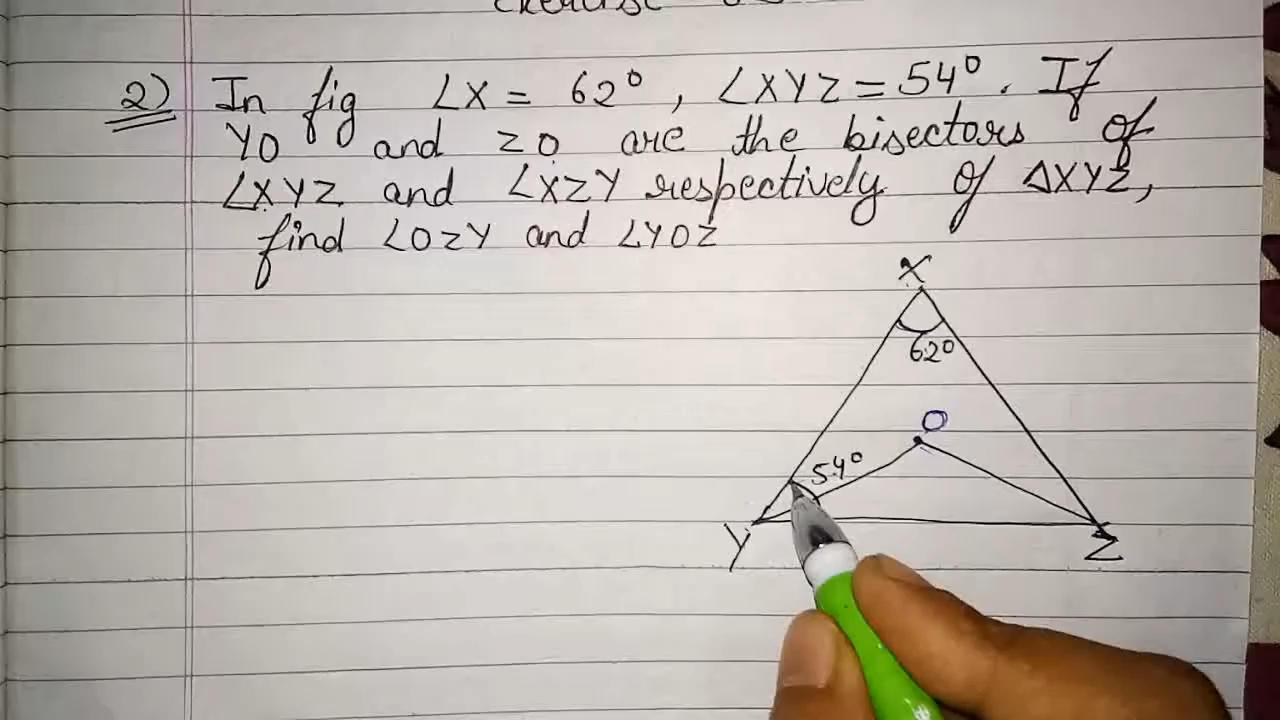 2) In fig ∠X = 62°, ∠XYZ = 54°. If
YO and ZO are the bisectors of
∠XYZ and ∠XZY respectively of ΔXYZ,
find ∠OZY and ∠YOZ
X
62°
O
54°
Y
Z